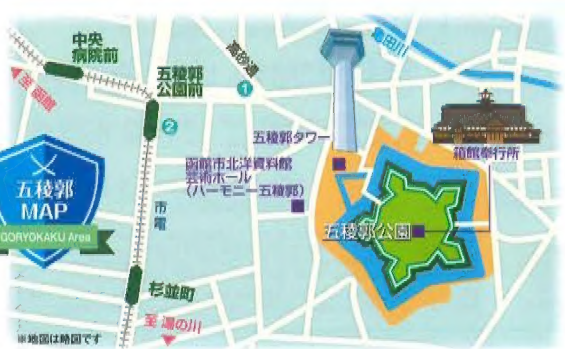 中央
病院前
至 函館
五稜郭
公園前
高砂通
1
2
亀田川
五稜郭タワー
函館市北洋資料館
芸術ホール
(ハーモニー五稜郭)
箱館奉行所
五稜郭公園
五稜郭
MAP
GORYOKAKU Area
市電
杉並町
至 湯の川
※地図は略図です